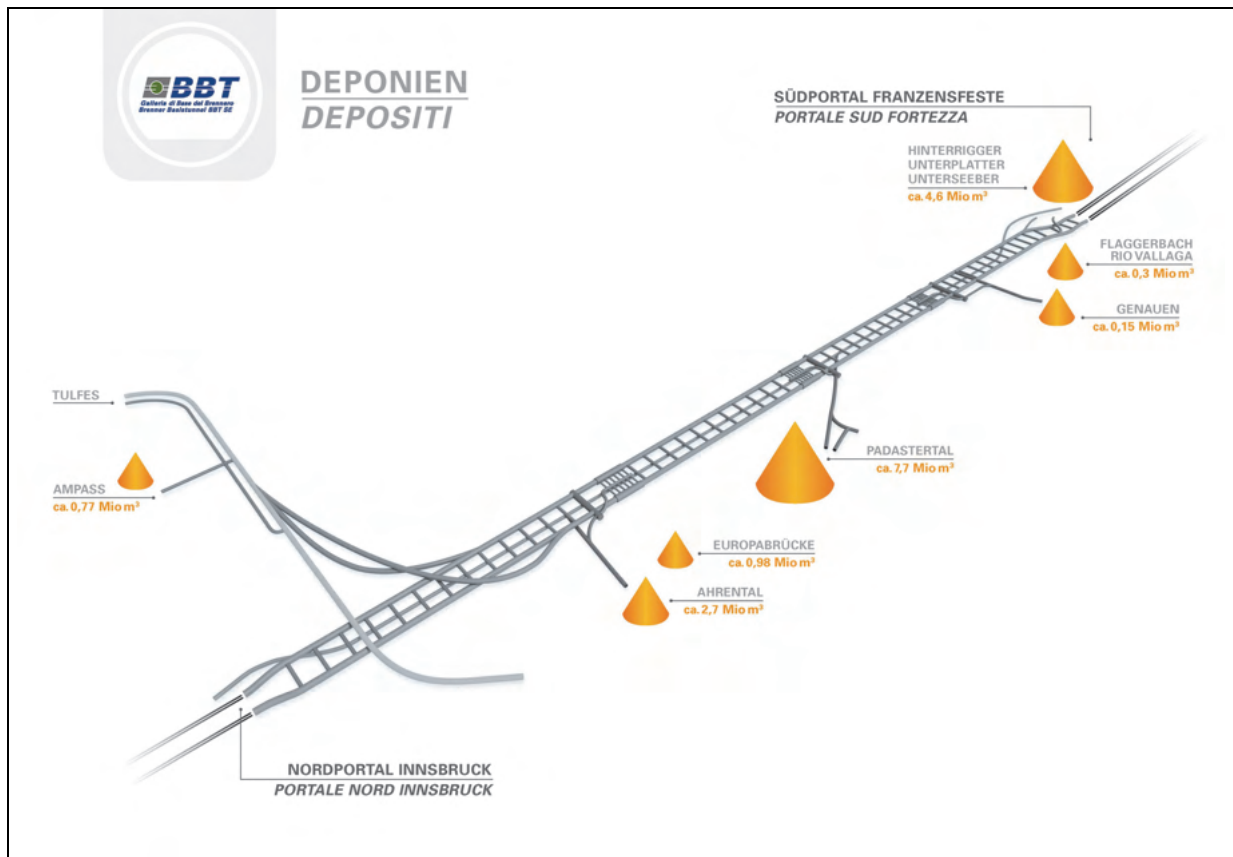 BBT
Galleria di Base del Brennero
Brenner Basistunnel BBT SE
DEPONIEN
DEPOSITI
SÜDPORTAL FRANZENSFESTE
PORTALE SUD FORTEZZA
HINTERRIGGER
UNTERPLATTER
UNTERSEEBER
ca. 4,6 Mio m³
FLAGGERBACH
RIO VALLAGA
ca. 0,3 Mio m³
GENAUEN
ca. 0,15 Mio m³
TULFES
AMPASS
ca. 0,77 Mio m³
PADASTERTAL
ca. 7,7 Mio m³
EUROPABRÜCKE
ca. 0,98 Mio m³
AHRENTAL
ca. 2,7 Mio m³
NORDPORTAL INNSBRUCK
PORTALE NORD INNSBRUCK